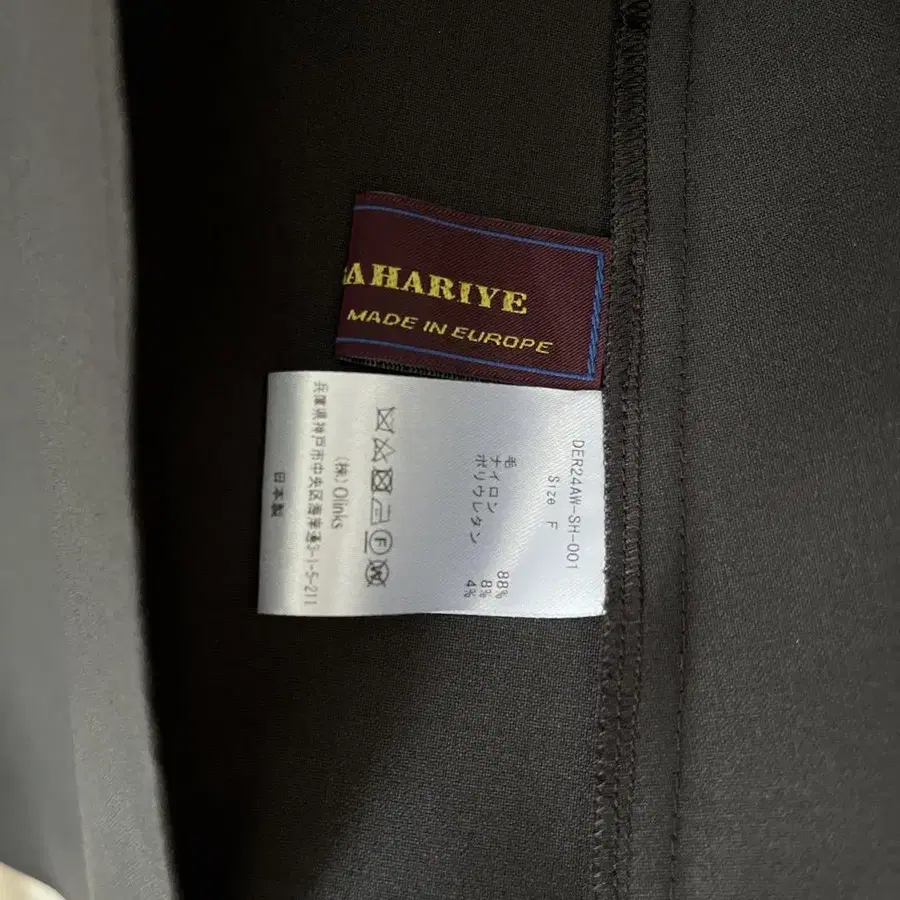 AHARIYE
MADE IN EUROPE
DER24AW-SH-001
Size F
毛 88%
ナイロン 8%
ポリウレタン 4%
F
W
(株) Olinks
兵庫県神戸市中央区海岸通3-1-5-211
日本製